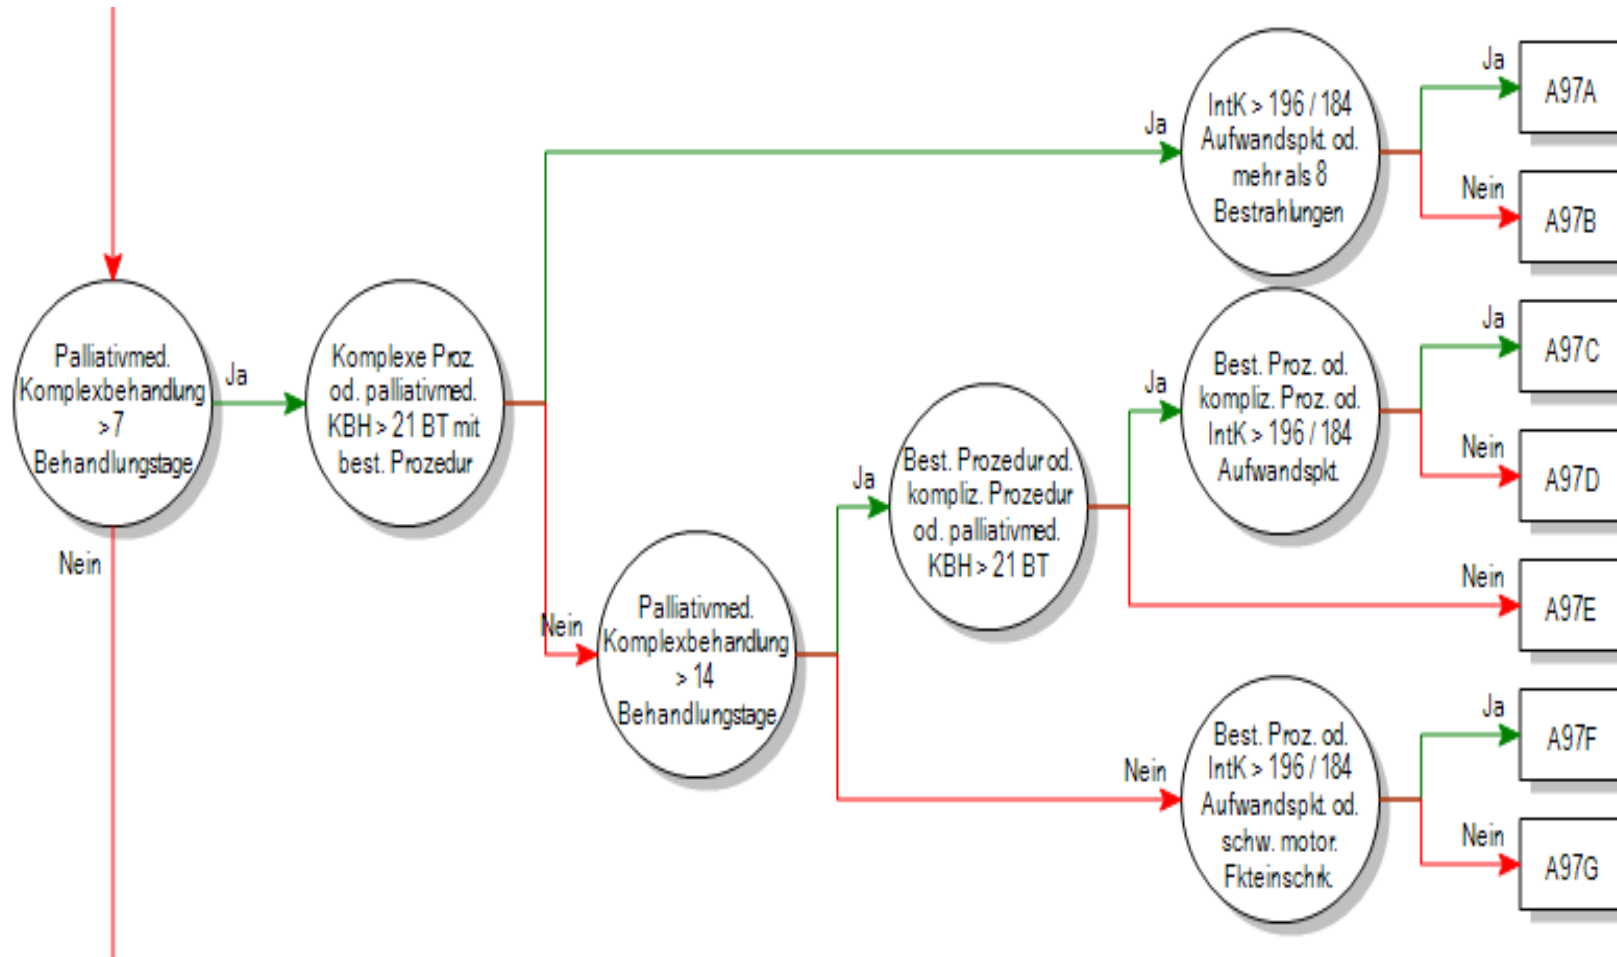 Palliativmed.
Komplexbehandlung
>7
Behandlungstage
Ja
Nein
Komplexe Proz.
od. palliativmed.
KBH > 21 BT mit
best. Prozedur
Ja
Nein
IntK > 196 / 184
Aufwandspkt. od.
mehr als 8
Bestrahlungen
Ja
A97A
Nein
A97B
Palliativmed.
Komplexbehandlung
> 14
Behandlungstage
Ja
Nein
Best. Prozedur od.
kompliz. Prozedur
od. palliativmed.
KBH > 21 BT
Ja
Nein
A97E
Best. Proz. od.
kompliz. Proz. od.
IntK > 196 / 184
Aufwandspkt.
Ja
A97C
Nein
A97D
Best. Proz. od.
IntK > 196 / 184
Aufwandspkt. od.
schw. motor.
Fkteinschrk.
Ja
A97F
Nein
A97G